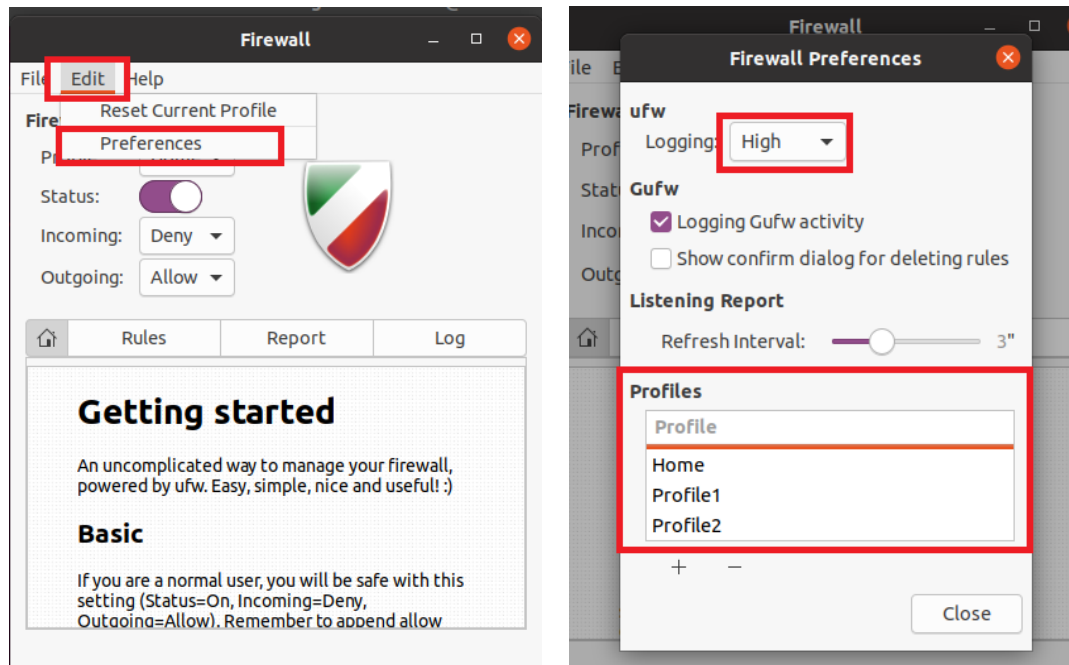 Firewall
Edit Help
Reset Current Profile
Preferences
Status:
Incoming: Deny
Outgoing: Allow
Rules Report Log
Getting started
An uncomplicated way to manage your firewall,
powered by ufw. Easy, simple, nice and useful! :)
Basic
If you are a normal user, you will be safe with this
setting (Status=On, Incoming=Deny,
Outgoing=Allow). Remember to append allow
Firewall
Firewall Preferences
ufw
Logging: High
Gufw
Logging Gufw activity
Show confirm dialog for deleting rules
Listening Report
Refresh Interval: 3"
Profiles
Profile
Home
Profile1
Profile2
+ −
Close